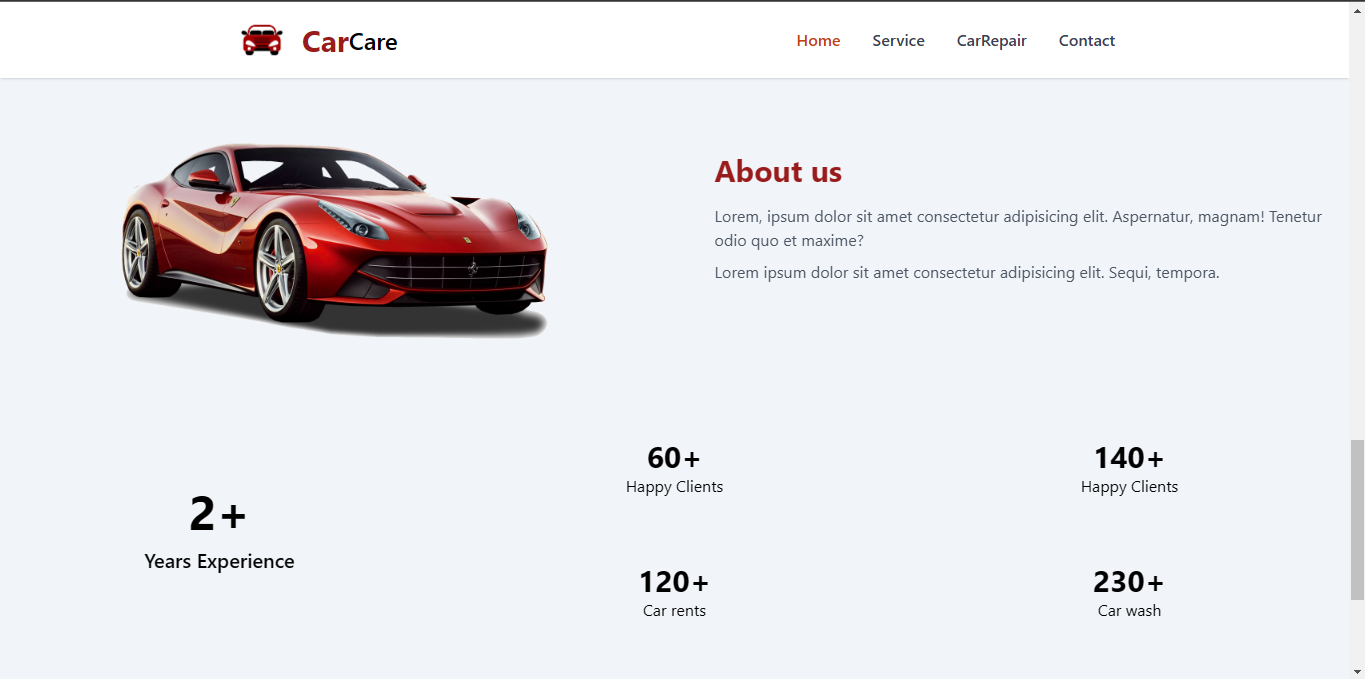 CarCare
Home
Service
CarRepair
Contact
About us
Lorem, ipsum dolor sit amet consectetur adipisicing elit. Aspernatur, magnam! Tenetur
odio quo et maxime?
Lorem ipsum dolor sit amet consectetur adipisicing elit. Sequi, tempora.
2+
Years Experience
60+
Happy Clients
140+
Happy Clients
120+
Car rents
230+
Car wash